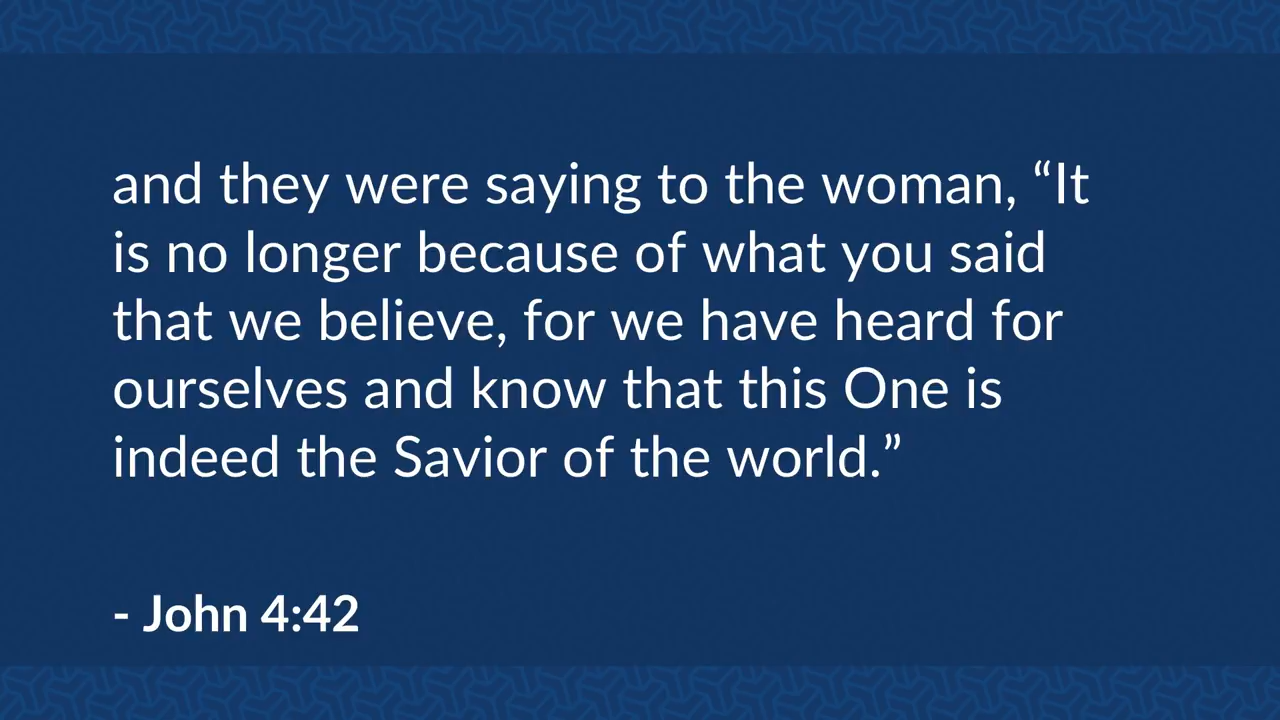 and they were saying to the woman, “It
is no longer because of what you said
that we believe, for we have heard for
ourselves and know that this One is
indeed the Savior of the world.”
- John 4:42